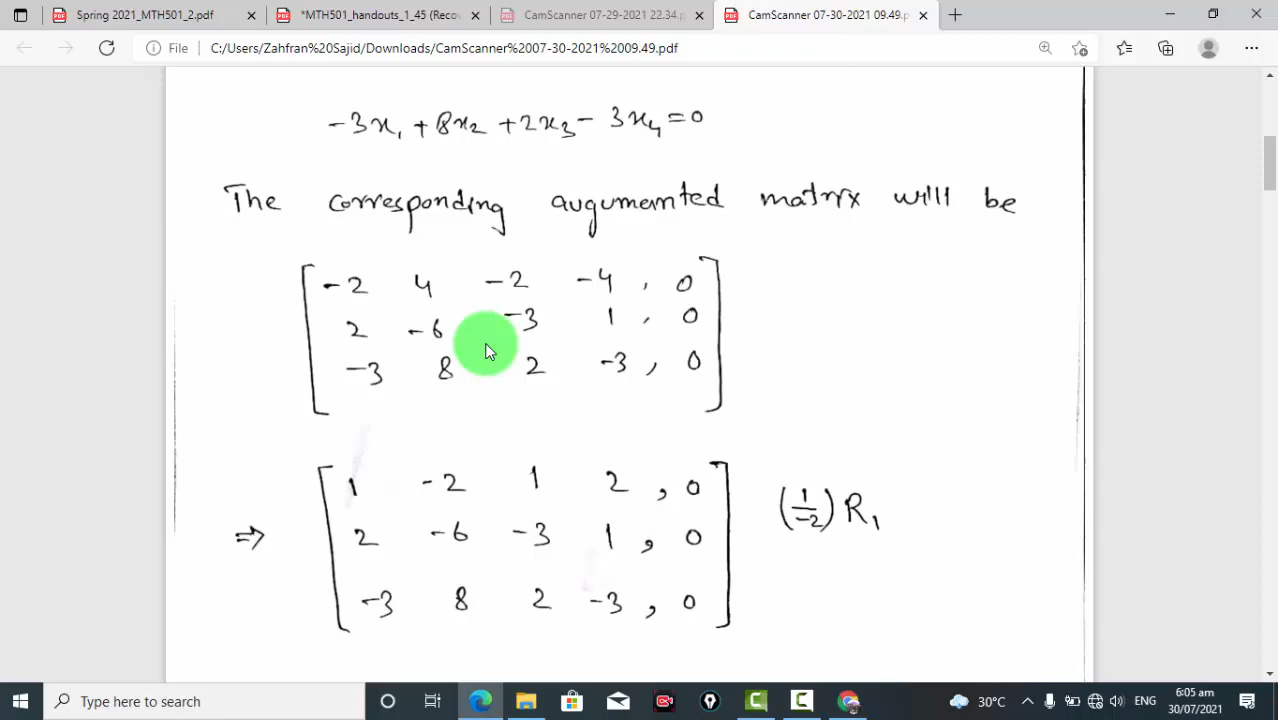 Spring 2021_MTH501_2.pdf
*MTH501_handouts_1_45 (Reco
CamScanner 07-29-2021 22.34.p
CamScanner 07-30-2021 09.49.p
File C:/Users/Zahfran%20Sajid/Downloads/CamScanner%2007-30-2021%2009.49.pdf
-3x₁ + 8x₂ + 2x₃ - 3x₄ = 0
The corresponding augumemted matrrx will be
-2 4 -2 -4 , 0
2 -6 -3 1 , 0
-3 8 2 -3 , 0
⇒
1 -2 1 2 , 0
2 -6 -3 1 , 0
-3 8 2 -3 , 0
(1/-2) R₁
Type here to search
30°C
ENG
6:05 am
30/07/2021